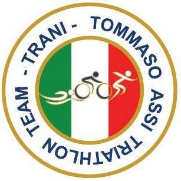 - TRANI - TOMMASO ASSI TRIATHLON TEAM